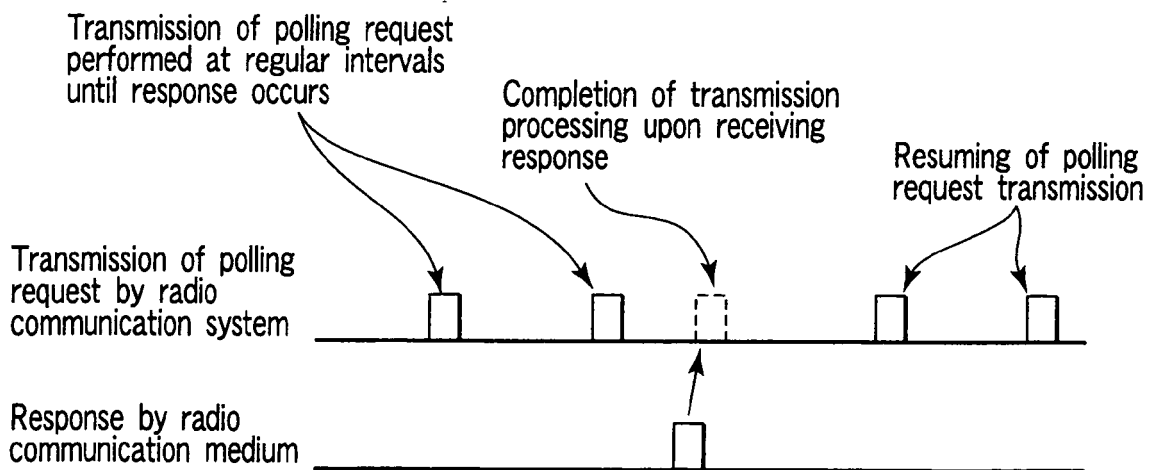 Transmission of polling request
performed at regular intervals
until response occurs
Completion of transmission
processing upon receiving
response
Resuming of polling
request transmission
Transmission of polling
request by radio
communication system
Response by radio
communication medium